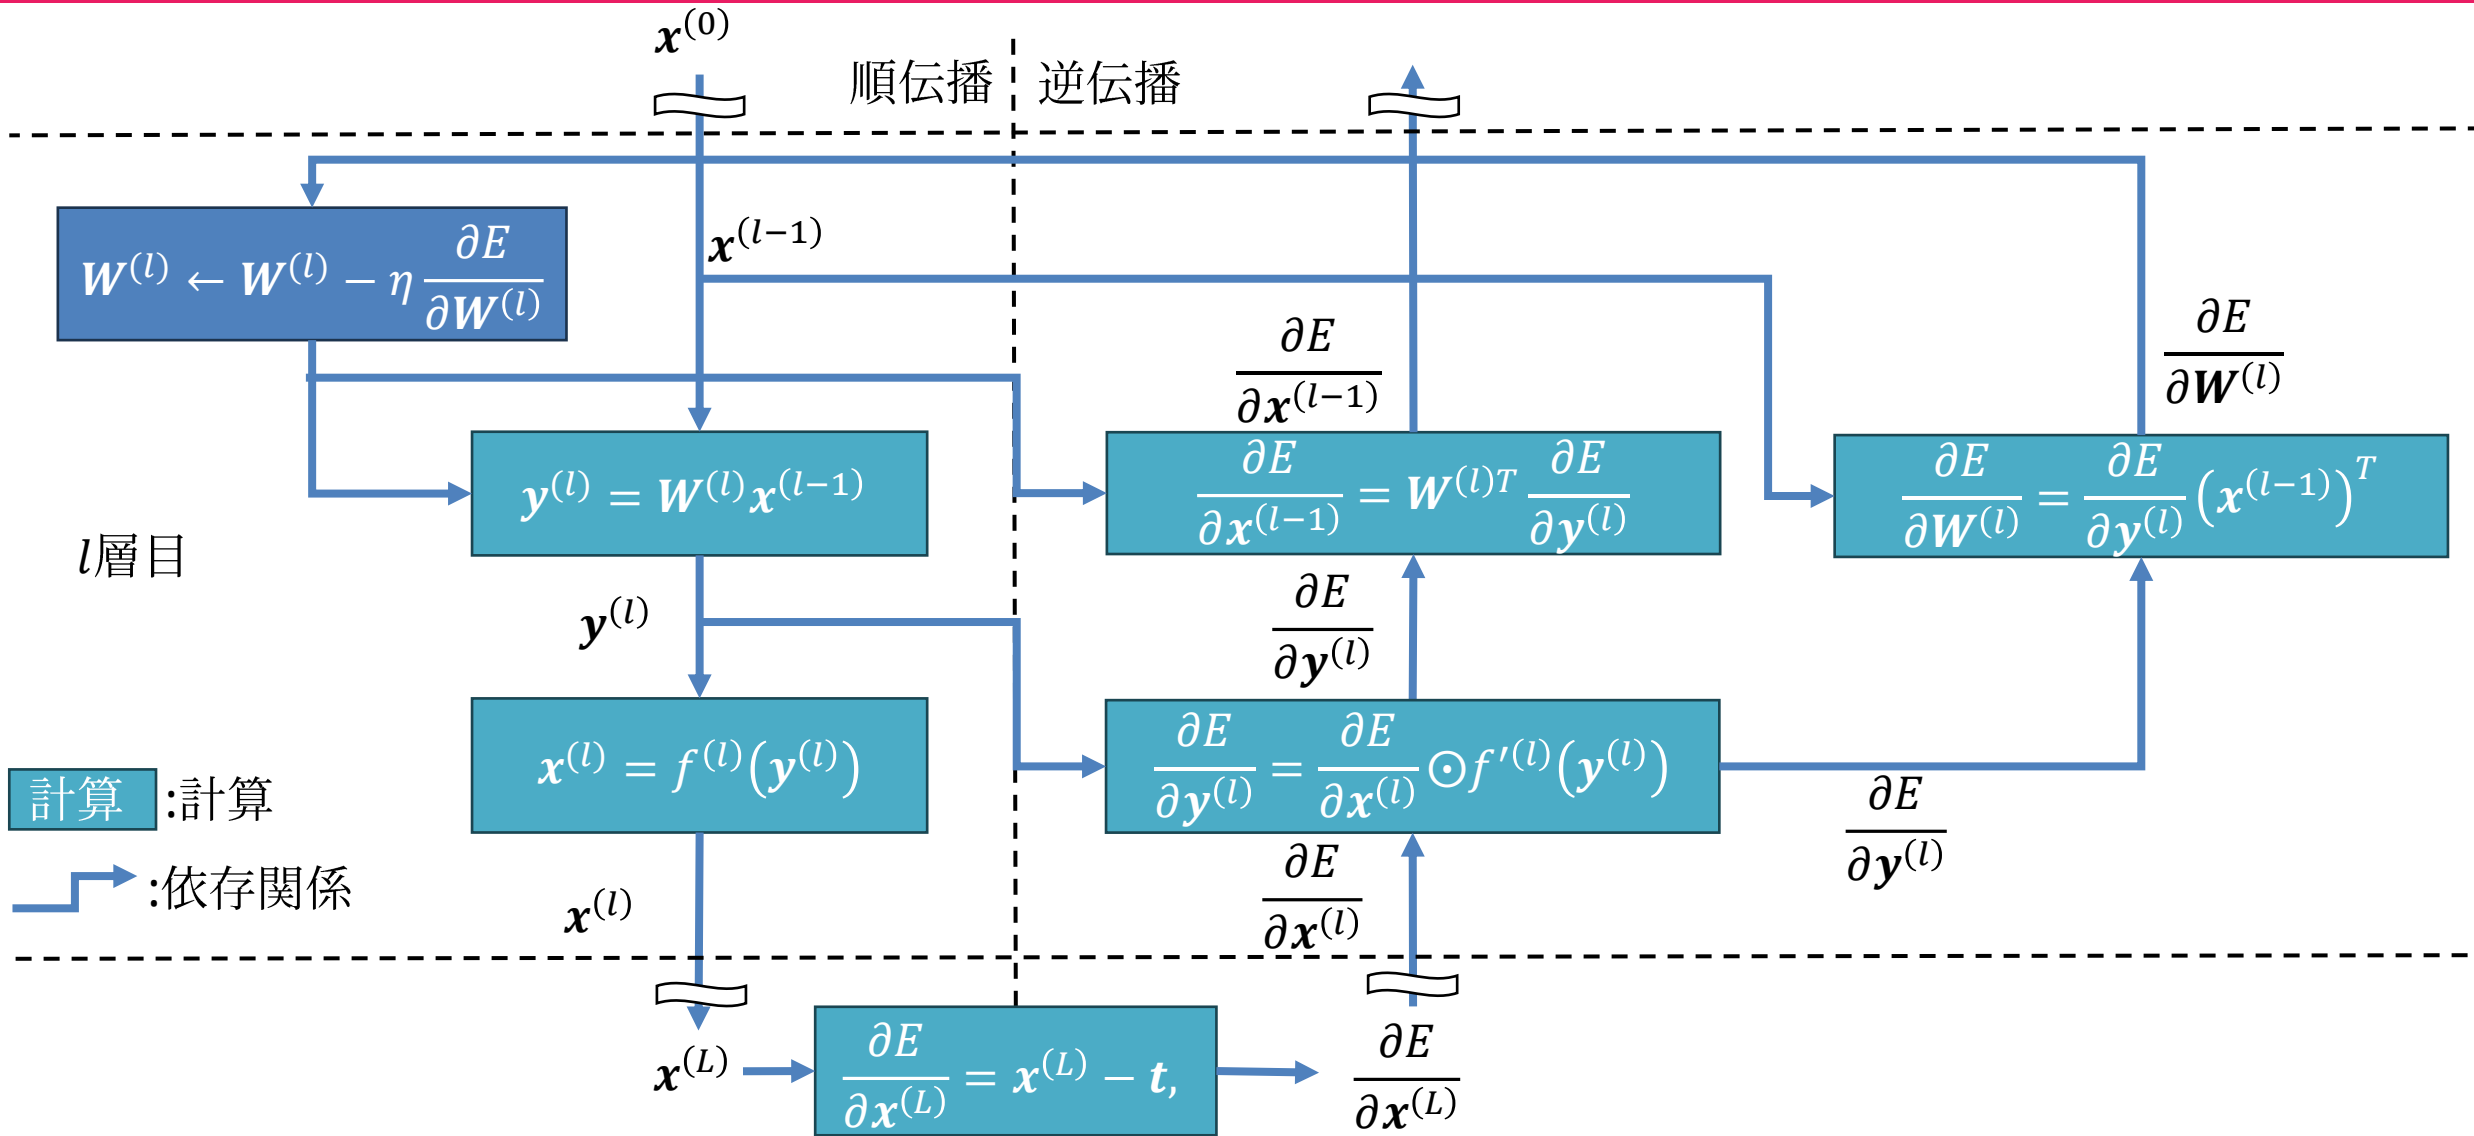 x^{(0)}
順伝播
逆伝播
W^{(l)} ← W^{(l)} − η ∂E/∂W^{(l)}
x^{(l−1)}
∂E/∂x^{(l−1)}
∂E/∂W^{(l)}
y^{(l)} = W^{(l)} x^{(l−1)}
∂E/∂x^{(l−1)} = W^{(l)T} ∂E/∂y^{(l)}
∂E/∂W^{(l)} = ∂E/∂y^{(l)} (x^{(l−1)})^T
l層目
y^{(l)}
∂E/∂y^{(l)}
x^{(l)} = f^{(l)}(y^{(l)})
∂E/∂y^{(l)} = ∂E/∂x^{(l)} ⊙ f′^{(l)}(y^{(l)})
∂E/∂y^{(l)}
計算 :計算
:依存関係
x^{(l)}
∂E/∂x^{(l)}
x^{(L)}
∂E/∂x^{(L)} = x^{(L)} − t,
∂E/∂x^{(L)}